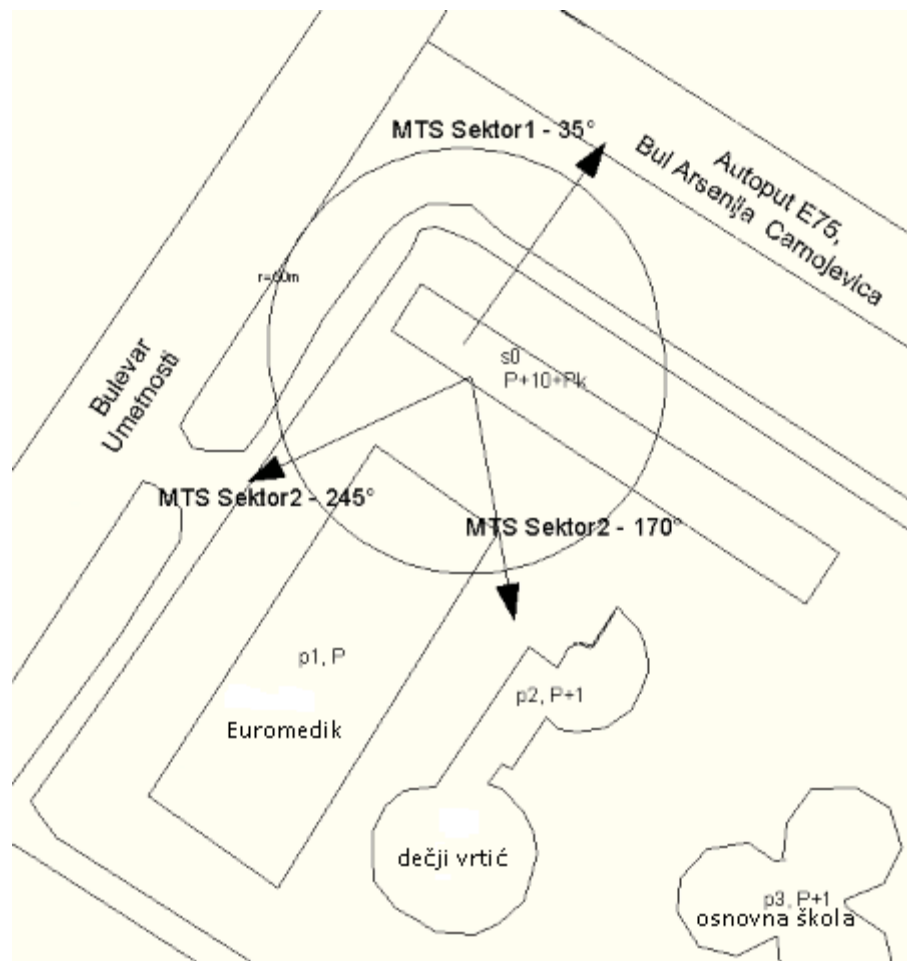 MTS Sektor1 - 35°
Autoput E75,
Bul Arsenija Carnojevica
r=60m
Bulevar
Umetnosti
s0
P+10+Pk
MTS Sektor2 - 245°
MTS Sektor2 - 170°
p1, P
Euromedik
p2, P+1
dečji vrtić
p3, P+1
osnovna škola